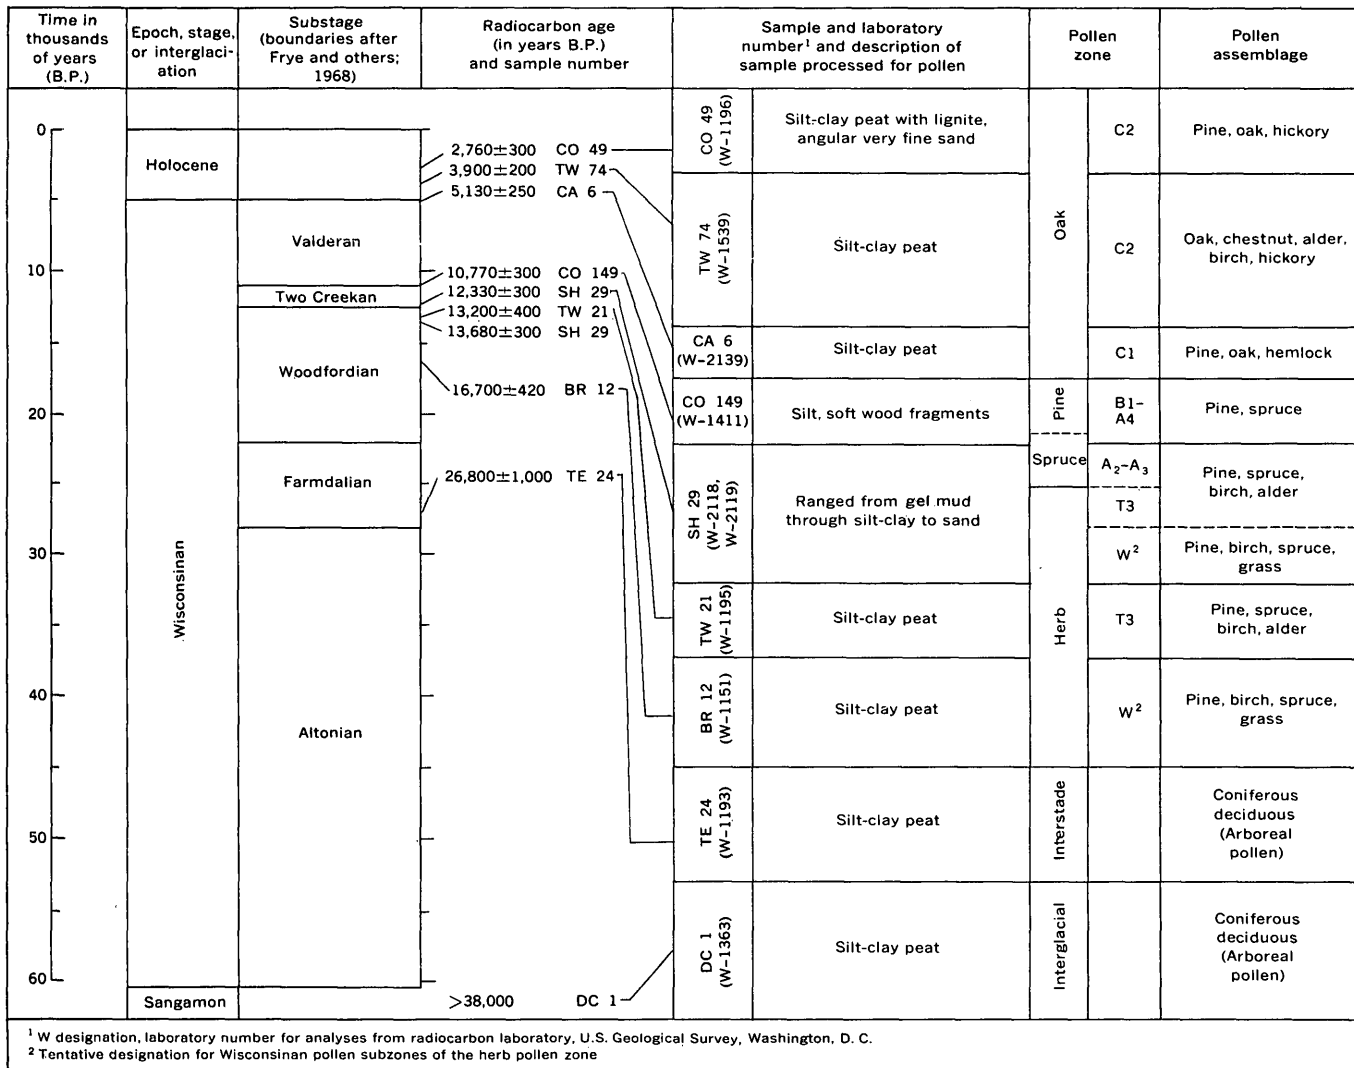 Time in
thousands
of years
(B.P.)
Epoch, stage,
or interglaci-
ation
Substage
(boundaries after
Frye and others;
1968)
Radiocarbon age
(in years B.P.)
and sample number
Sample and laboratory
number¹ and description of
sample processed for pollen
Pollen
zone
Pollen
assemblage
0
10
20
30
40
50
60
Holocene
Wisconsinan
Sangamon
Valderan
Two Creekan
Woodfordian
Farmdalian
Altonian
2,760±300 CO 49
3,900±200 TW 74
5,130±250 CA 6
10,770±300 CO 149
12,330±300 SH 29
13,200±400 TW 21
13,680±300 SH 29
16,700±420 BR 12
26,800±1,000 TE 24
>38,000 DC 1
CO 49
(W-1196)
Silt-clay peat with lignite,
angular very fine sand
C2
Pine, oak, hickory
TW 74
(W-1539)
Silt-clay peat
Oak
C2
Oak, chestnut, alder,
birch, hickory
CA 6
(W-2139)
Silt-clay peat
C1
Pine, oak, hemlock
CO 149
(W-1411)
Silt, soft wood fragments
Pine
B1-
A4
Pine, spruce
SH 29
(W-2118,
W-2119)
Ranged from gel mud
through silt-clay to sand
Spruce
A₂-A₃
Pine, spruce,
birch, alder
T3
W²
Pine, birch, spruce,
grass
TW 21
(W-1195)
Silt-clay peat
Herb
T3
Pine, spruce,
birch, alder
BR 12
(W-1151)
Silt-clay peat
W²
Pine, birch, spruce,
grass
TE 24
(W-1193)
Silt-clay peat
Interstade
Coniferous
deciduous
(Arboreal
pollen)
DC 1
(W-1363)
Silt-clay peat
Interglacial
Coniferous
deciduous
(Arboreal
pollen)
¹ W designation, laboratory number for analyses from radiocarbon laboratory, U.S. Geological Survey, Washington, D. C.
² Tentative designation for Wisconsinan pollen subzones of the herb pollen zone